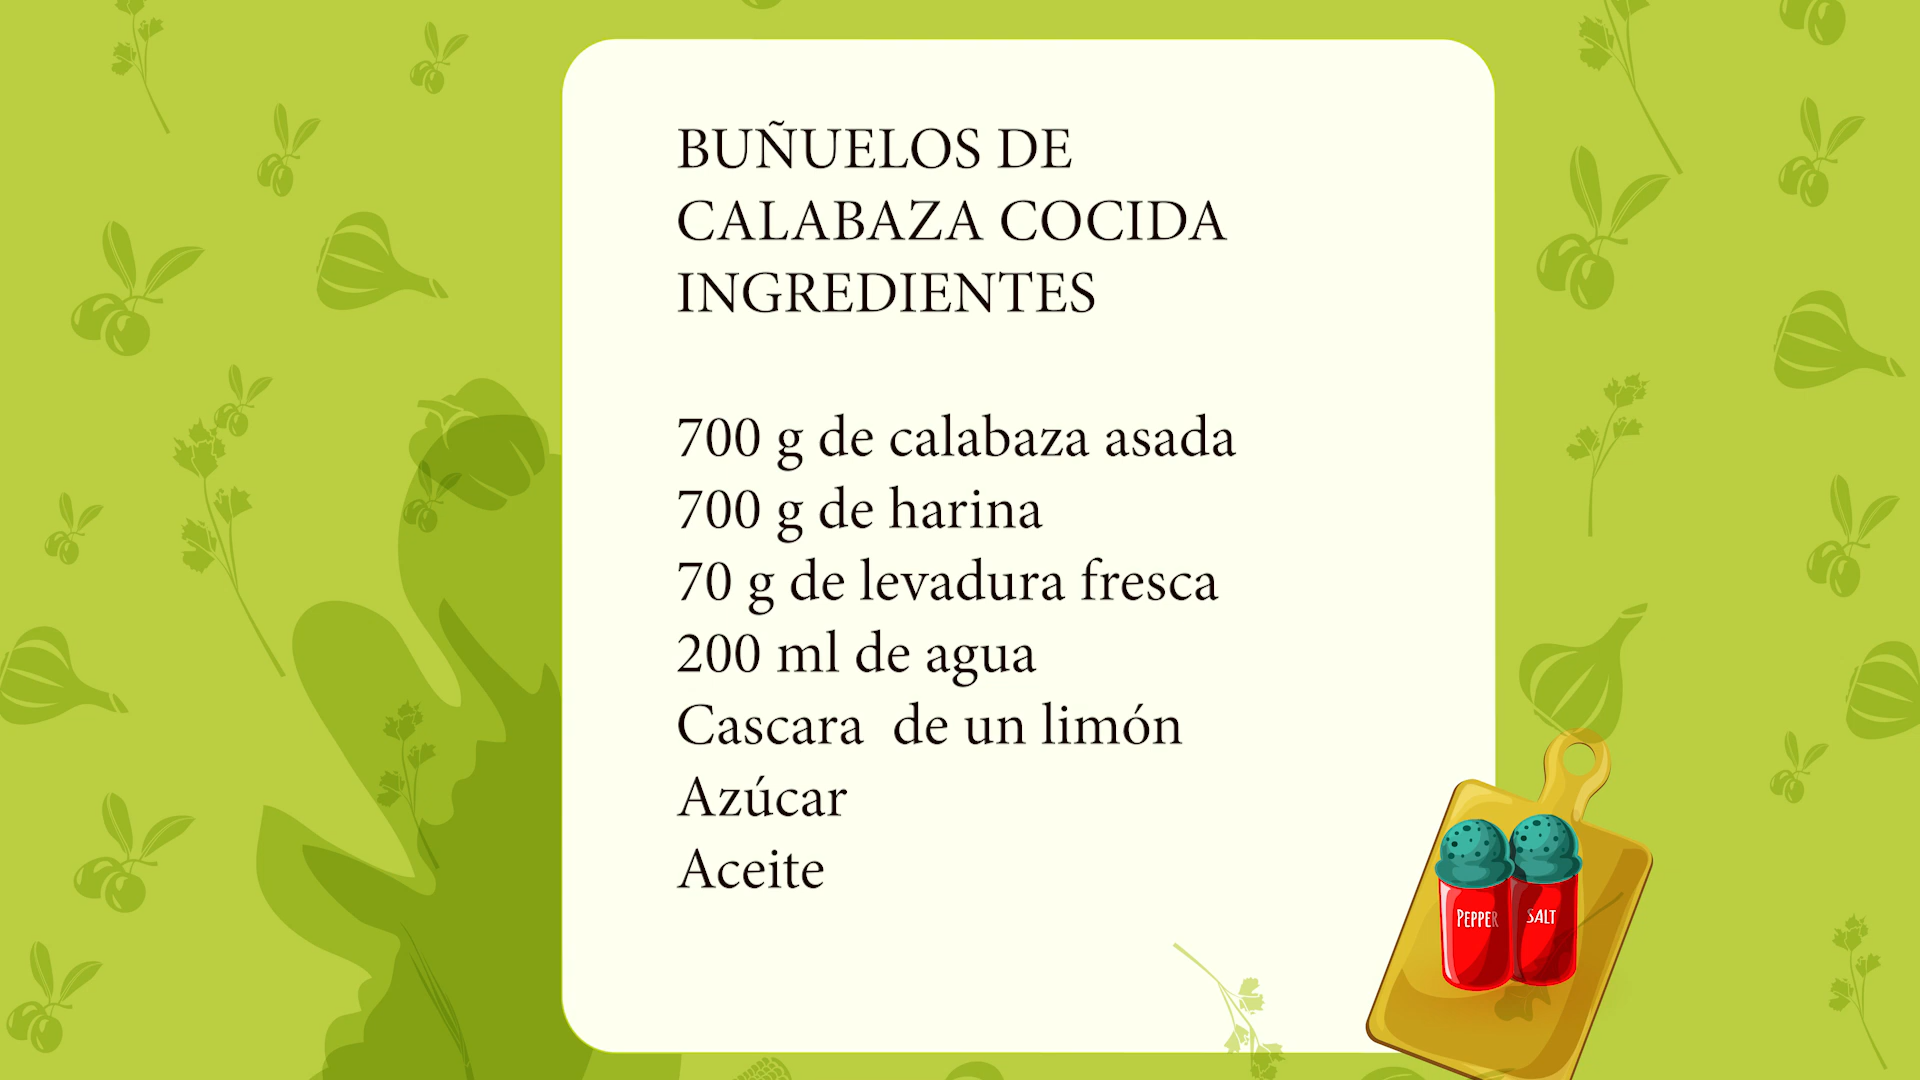 BUÑUELOS DE
CALABAZA COCIDA
INGREDIENTES
700 g de calabaza asada
700 g de harina
70 g de levadura fresca
200 ml de agua
Cascara  de un limón
Azúcar
Aceite
PEPPER
SALT